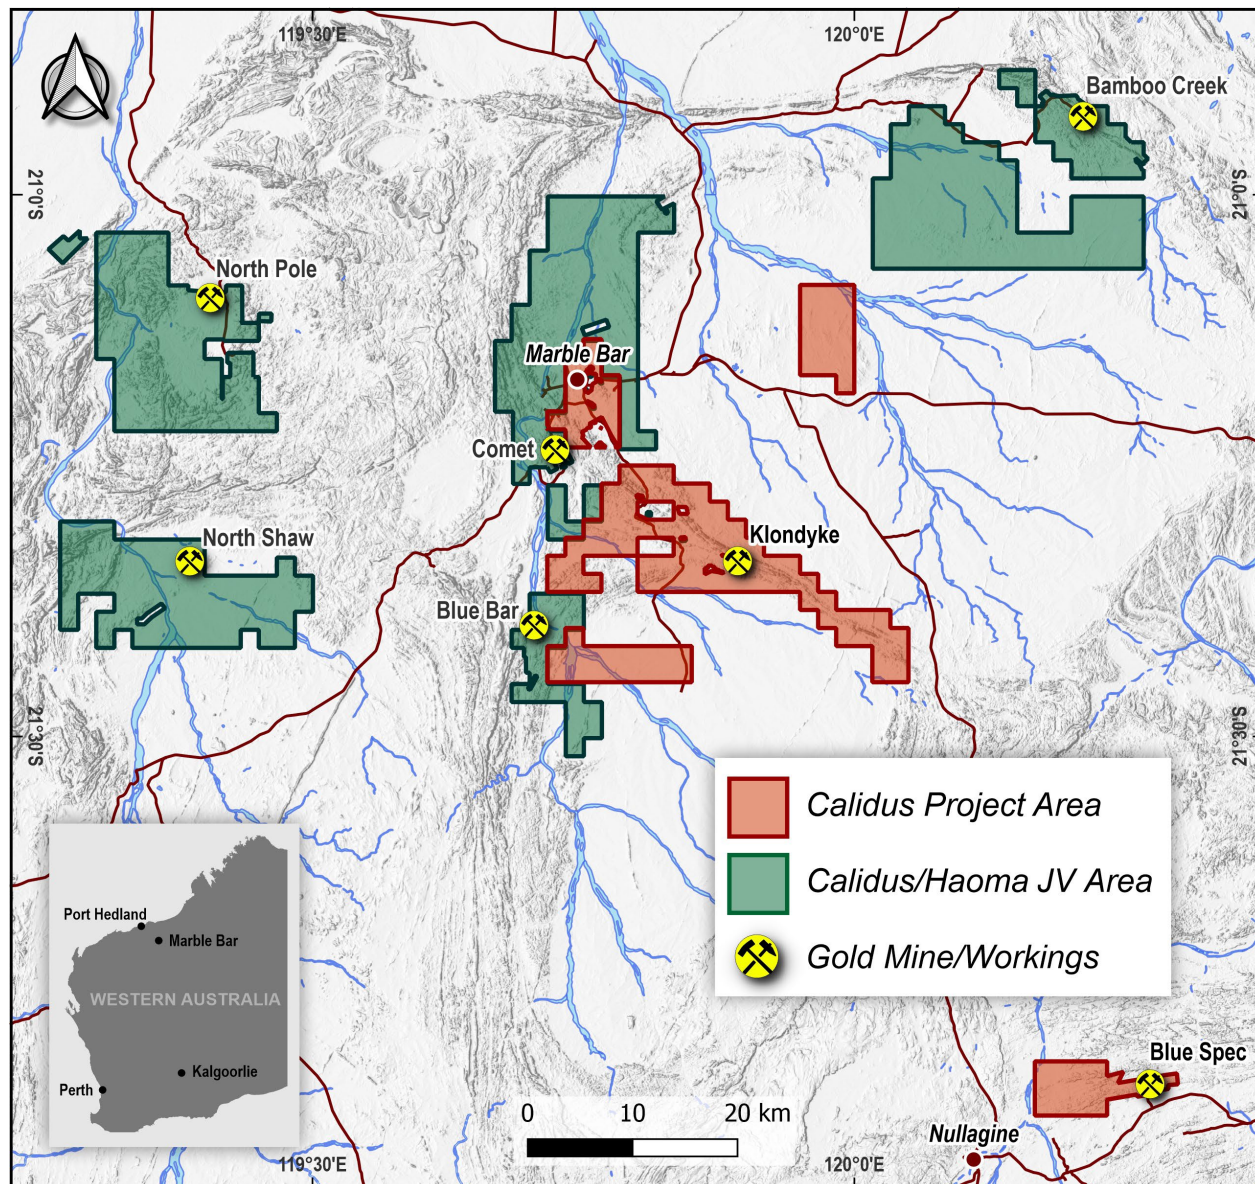 119°30'E
120°0'E
Bamboo Creek
21°0'S
21°0'S
North Pole
Marble Bar
Comet
North Shaw
Klondyke
Blue Bar
21°30'S
21°30'S
Calidus Project Area
Calidus/Haoma JV Area
Gold Mine/Workings
Port Hedland
Marble Bar
WESTERN AUSTRALIA
Kalgoorlie
Perth
Blue Spec
0 10 20 km
Nullagine
119°30'E
120°0'E